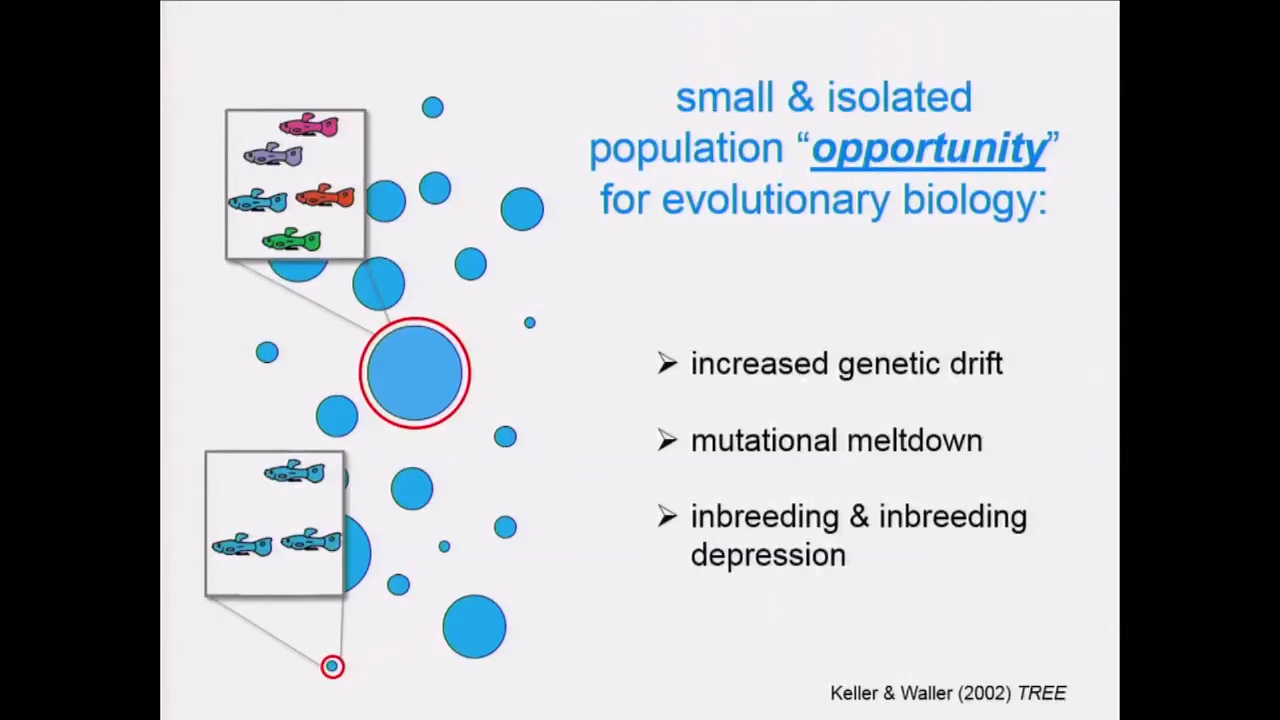 small & isolated
population “opportunity”
for evolutionary biology:
➢ increased genetic drift
➢ mutational meltdown
➢ inbreeding & inbreeding
depression
Keller & Waller (2002) TREE